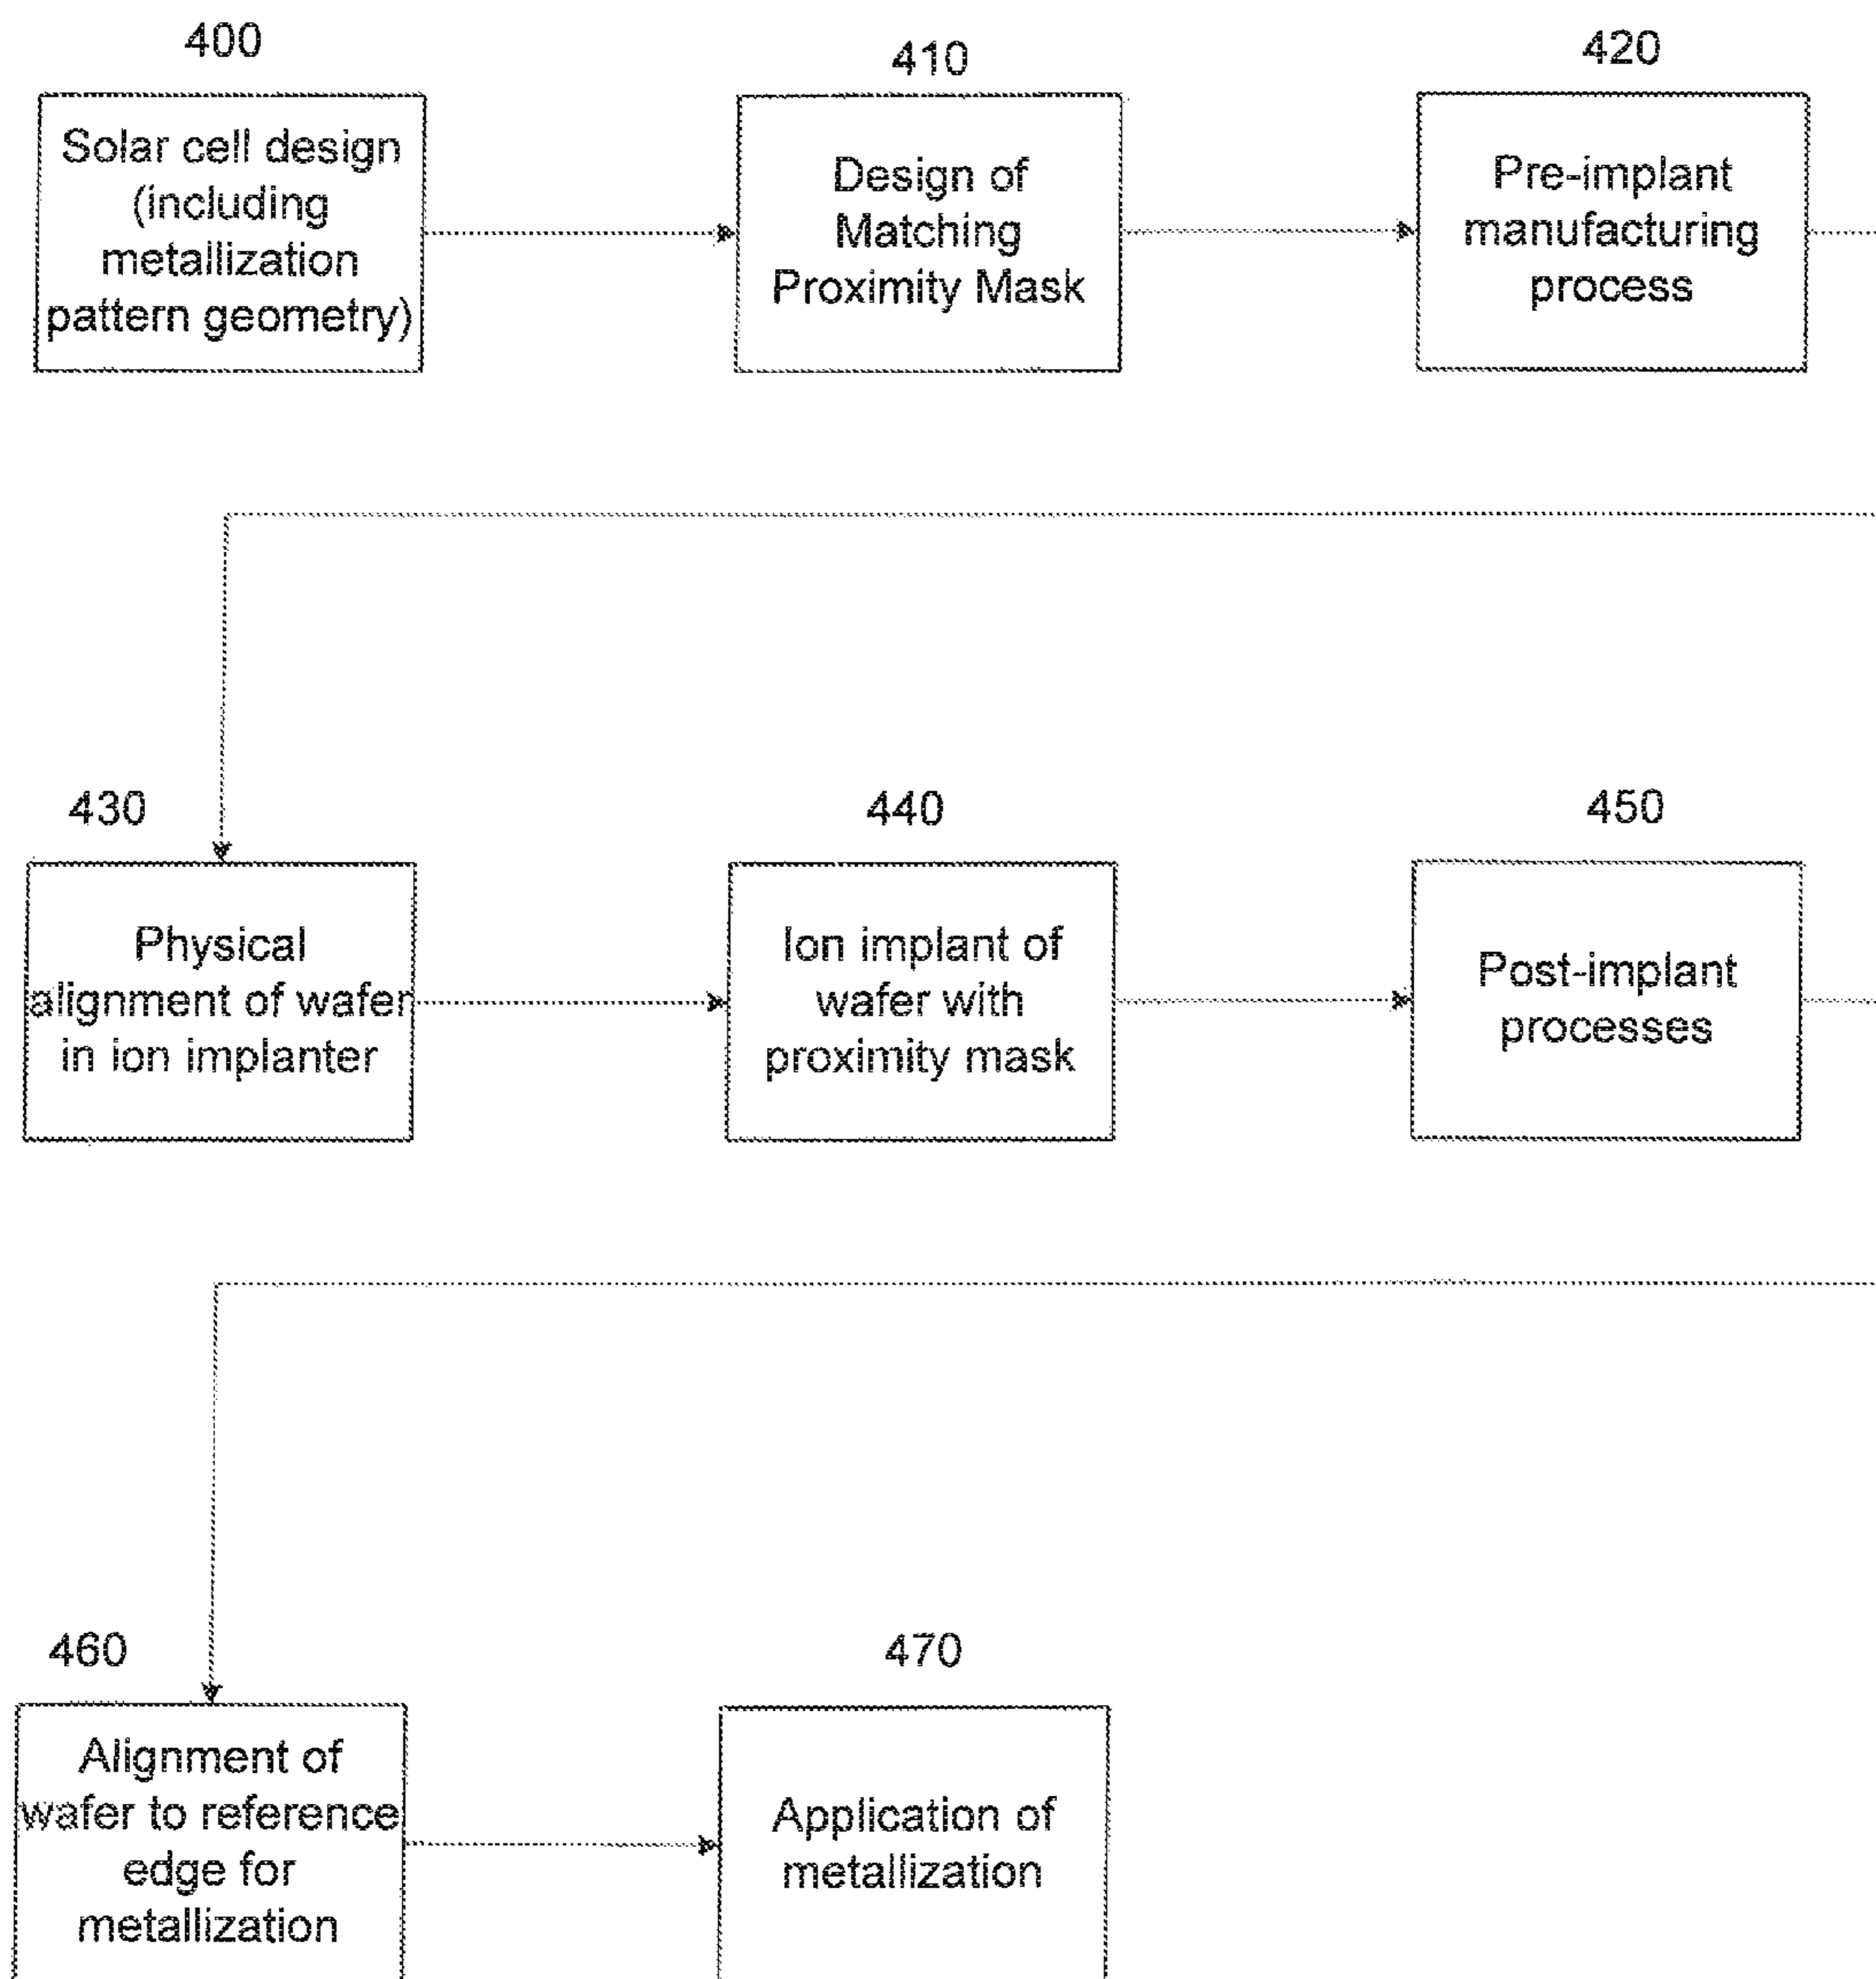 400
Solar cell design
(including
metallization
pattern geometry)
410
Design of
Matching
Proximity Mask
420
Pre-implant
manufacturing
process
430
Physical
alignment of wafer
in ion implanter
440
Ion implant of
wafer with
proximity mask
450
Post-implant
processes
460
Alignment of
wafer to reference
edge for
metallization
470
Application of
metallization